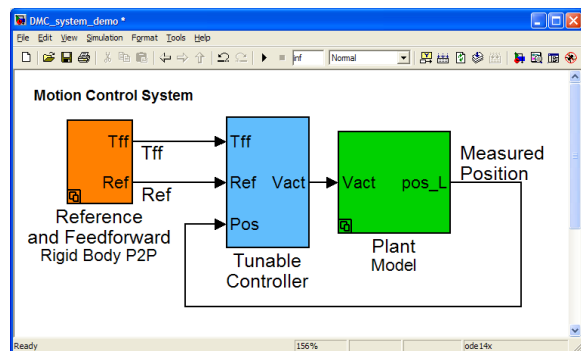 DMC_system_demo *
File Edit View Simulation Format Tools Help
inf Normal
Motion Control System
Tff
Ref
Tff
Ref
Reference
and Feedforward
Rigid Body P2P
Tff
Ref Vact
Pos
Tunable
Controller
Vact pos_L
Plant
Model
Measured
Position
Ready 156% ode14x